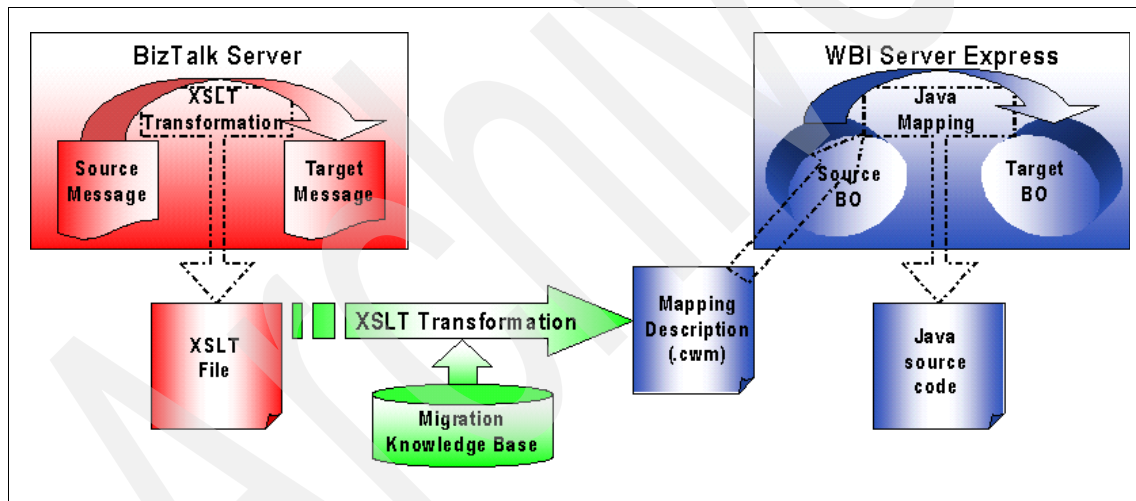 BizTalk Server
XSLT
Transformation
Source
Message
Target
Message
XSLT
File
XSLT Transformation
Migration
Knowledge Base
Mapping
Description
(.cwm)
WBI Server Express
Java
Mapping
Source
BO
Target
BO
Java
source
code
Archive